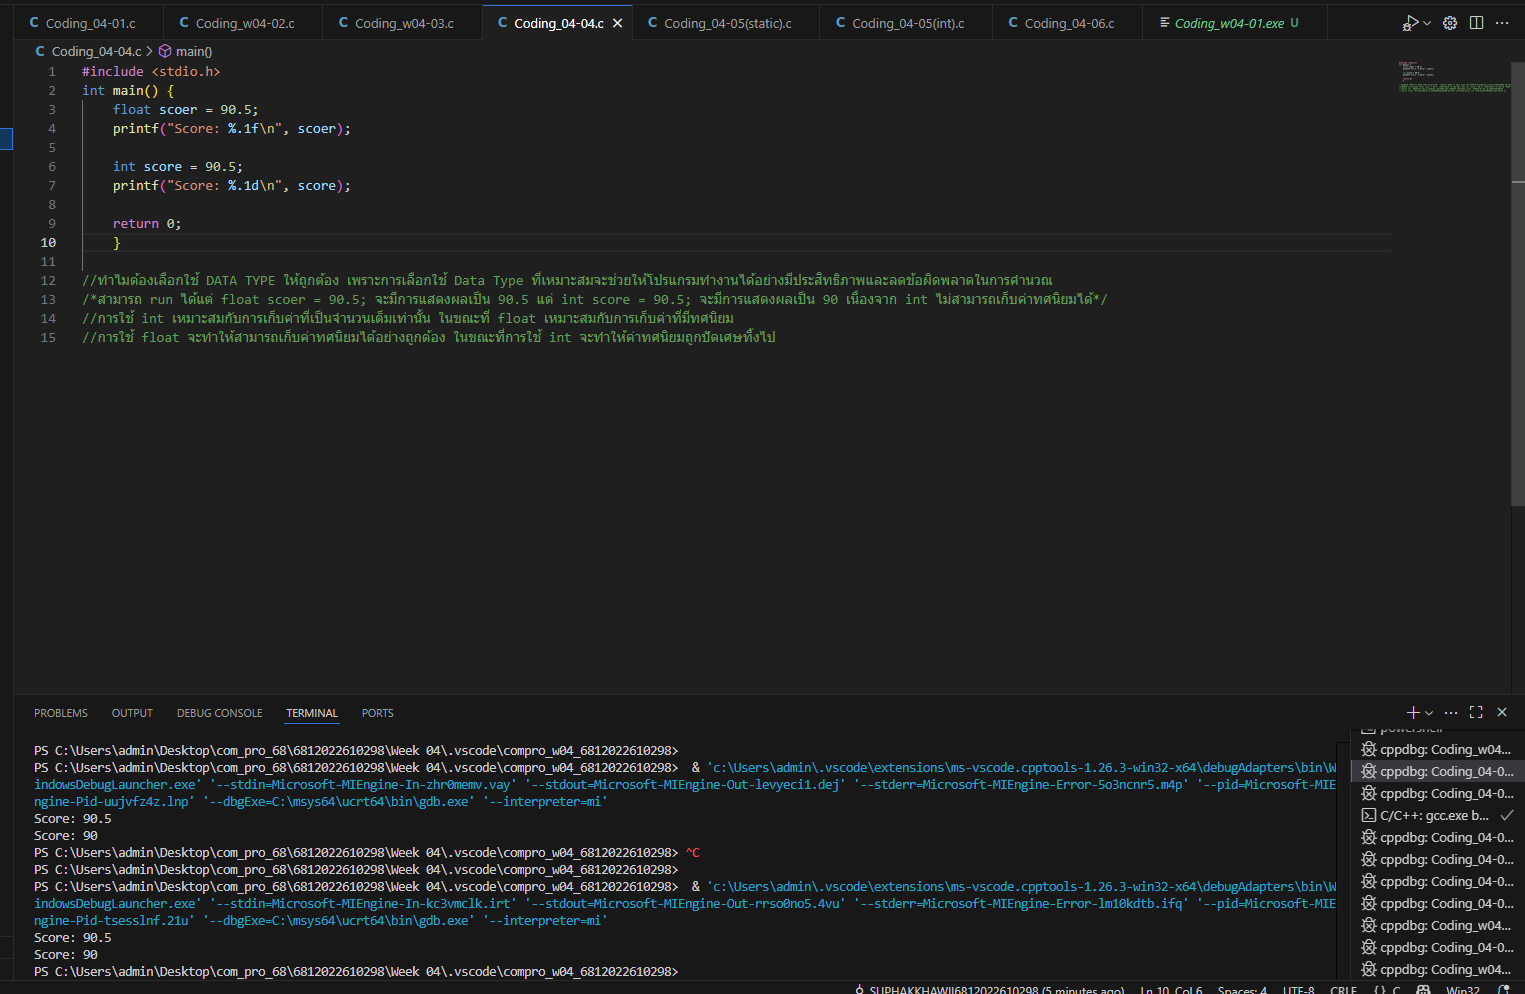 Coding_04-01.c
Coding_w04-02.c
Coding_w04-03.c
Coding_04-04.c
Coding_04-05(static).c
Coding_04-05(int).c
Coding_04-06.c
Coding_w04-01.exe U
C Coding_04-04.c > main()
1 #include <stdio.h>
2 int main() {
3 float scoer = 90.5;
4 printf("Score: %.1f\n", scoer);
5
6 int score = 90.5;
7 printf("Score: %.1d\n", score);
8
9 return 0;
10 }
11
12 //ทำไมต้องเลือกใช้ DATA TYPE ให้ถูกต้อง เพราะการเลือกใช้ Data Type ที่เหมาะสมจะช่วยให้โปรแกรมทำงานได้อย่างมีประสิทธิภาพและลดข้อผิดพลาดในการคำนวณ
13 /*สามารถ run ได้แต่ float scoer = 90.5; จะมีการแสดงผลเป็น 90.5 แต่ int score = 90.5; จะมีการแสดงผลเป็น 90 เนื่องจาก int ไม่สามารถเก็บค่าทศนิยมได้*/
14 //การใช้ int เหมาะสมกับการเก็บค่าที่เป็นจำนวนเต็มเท่านั้น ในขณะที่ float เหมาะสมกับการเก็บค่าที่มีทศนิยม
15 //การใช้ float จะทำให้สามารถเก็บค่าทศนิยมได้อย่างถูกต้อง ในขณะที่การใช้ int จะทำให้ค่าทศนิยมถูกปัดเศษทิ้งไป
PROBLEMS OUTPUT DEBUG CONSOLE TERMINAL PORTS
PS C:\Users\admin\Desktop\com_pro_68\6812022610298\Week 04\.vscode\compro_w04_6812022610298>
PS C:\Users\admin\Desktop\com_pro_68\6812022610298\Week 04\.vscode\compro_w04_6812022610298> & 'c:\Users\admin\.vscode\extensions\ms-vscode.cpptools-1.26.3-win32-x64\debugAdapters\bin\W
indowsDebugLauncher.exe' '--stdin=Microsoft-MIEngine-In-zhr0memv.vay' '--stdout=Microsoft-MIEngine-Out-levyeci1.dej' '--stderr=Microsoft-MIEngine-Error-5o3ncnr5.m4p' '--pid=Microsoft-MIE
ngine-Pid-uujvfz4z.lnp' '--dbgExe=C:\msys64\ucrt64\bin\gdb.exe' '--interpreter=mi'
Score: 90.5
Score: 90
PS C:\Users\admin\Desktop\com_pro_68\6812022610298\Week 04\.vscode\compro_w04_6812022610298> ^C
PS C:\Users\admin\Desktop\com_pro_68\6812022610298\Week 04\.vscode\compro_w04_6812022610298>
PS C:\Users\admin\Desktop\com_pro_68\6812022610298\Week 04\.vscode\compro_w04_6812022610298> & 'c:\Users\admin\.vscode\extensions\ms-vscode.cpptools-1.26.3-win32-x64\debugAdapters\bin\W
indowsDebugLauncher.exe' '--stdin=Microsoft-MIEngine-In-kc3vmclk.irt' '--stdout=Microsoft-MIEngine-Out-rrso0no5.4vu' '--stderr=Microsoft-MIEngine-Error-lm10kdtb.ifq' '--pid=Microsoft-MIE
ngine-Pid-tsesslnf.21u' '--dbgExe=C:\msys64\ucrt64\bin\gdb.exe' '--interpreter=mi'
Score: 90.5
Score: 90
PS C:\Users\admin\Desktop\com_pro_68\6812022610298\Week 04\.vscode\compro_w04_6812022610298>
powershell
cppdbg: Coding_w04...
cppdbg: Coding_04-0...
cppdbg: Coding_04-0...
C/C++: gcc.exe b...
cppdbg: Coding_04-0...
cppdbg: Coding_04-0...
cppdbg: Coding_04-0...
cppdbg: Coding_04-0...
cppdbg: Coding_w04...
cppdbg: Coding_04-0...
cppdbg: Coding_w04...
SUPHAKKHAWII6812022610298 (5 minutes ago) Ln 10, Col 6 Spaces: 4 UTF-8 CRLF {} C Win32